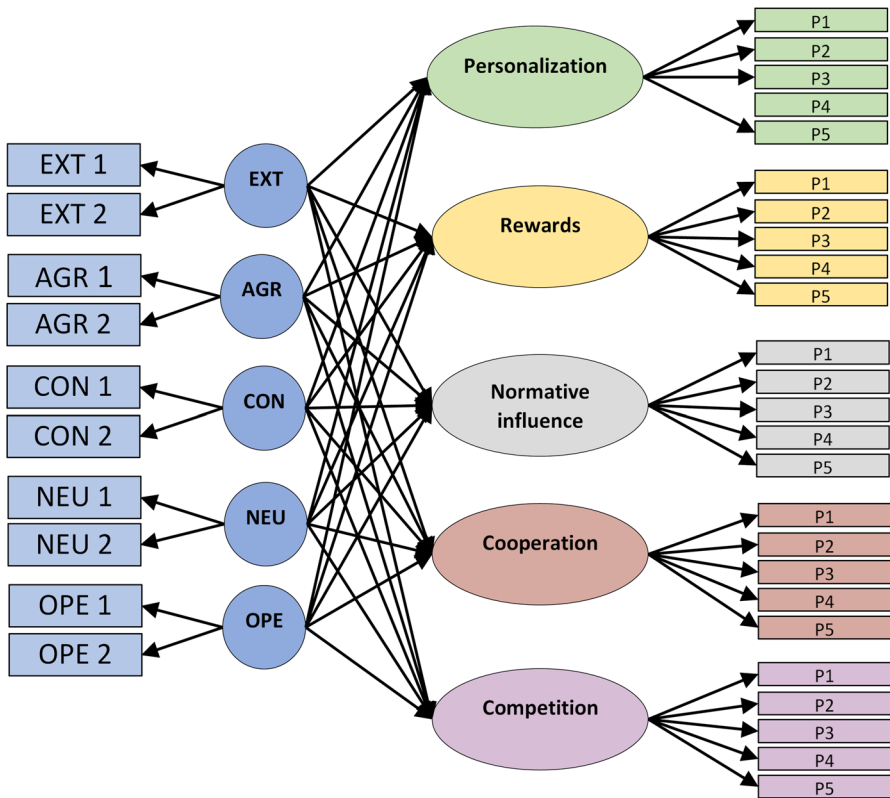 EXT 1
EXT 2
AGR 1
AGR 2
CON 1
CON 2
NEU 1
NEU 2
OPE 1
OPE 2
EXT
AGR
CON
NEU
OPE
Personalization
Rewards
Normative
influence
Cooperation
Competition
P1
P2
P3
P4
P5
P1
P2
P3
P4
P5
P1
P2
P3
P4
P5
P1
P2
P3
P4
P5
P1
P2
P3
P4
P5